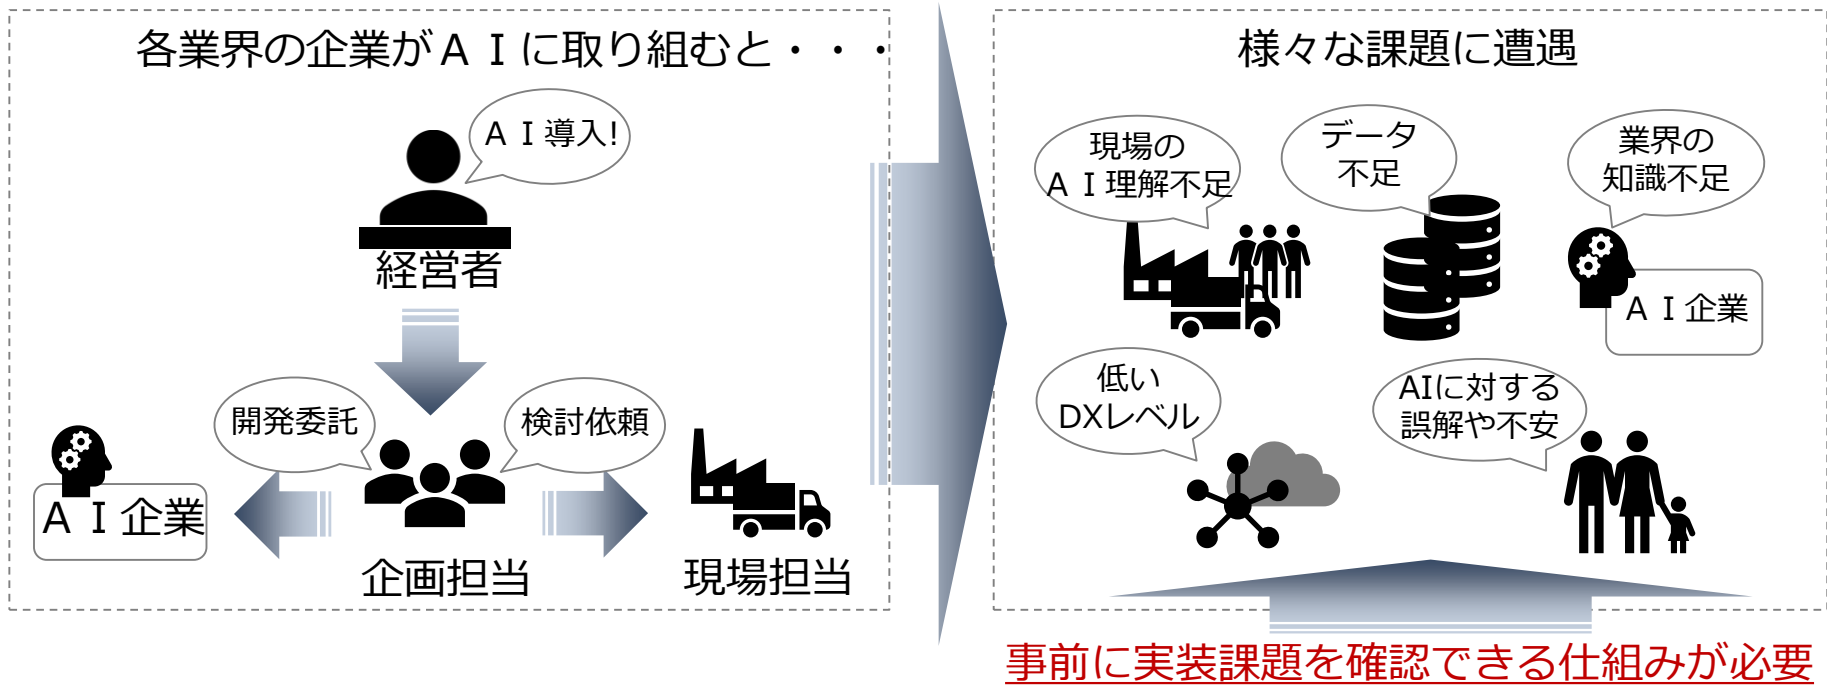 各業界の企業がＡＩに取り組むと・・・
ＡＩ導入!
経営者
開発委託
検討依頼
ＡＩ企業
企画担当
現場担当
様々な課題に遭遇
現場の
ＡＩ理解不足
データ
不足
業界の
知識不足
ＡＩ企業
低い
DXレベル
AIに対する
誤解や不安
事前に実装課題を確認できる仕組みが必要